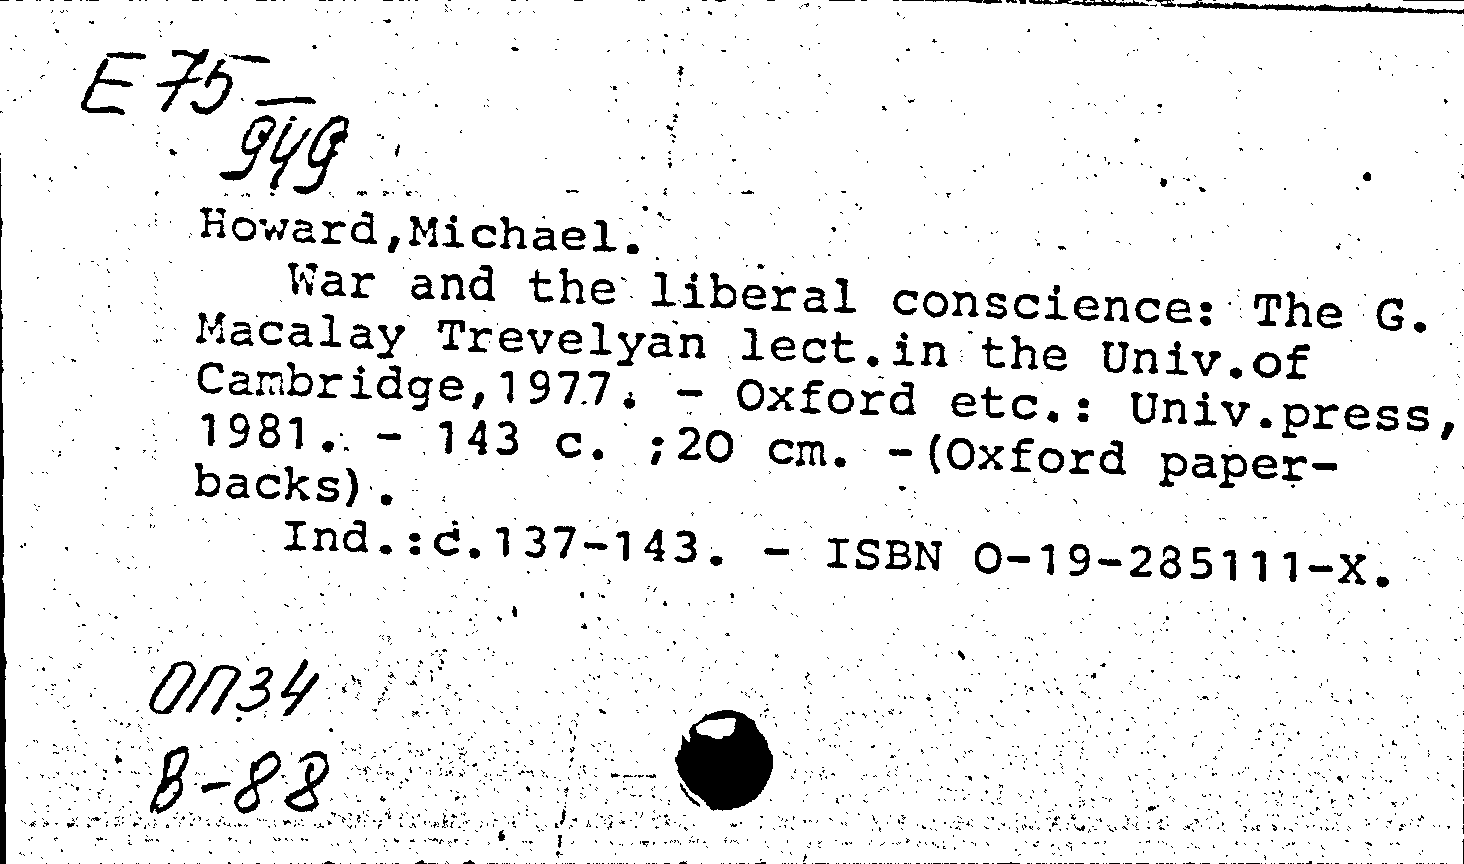 E 75-
949
Howard,Michael.
War and the liberal conscience: The G.
Macalay Trevelyan lect.in the Univ.of
Cambridge,1977. - Oxford etc.: Univ.press,
1981. - 143 c. ;20 cm. -(Oxford paper-
backs).
Ind.:c.137-143. - ISBN 0-19-285111-X.
ОП34
8-88